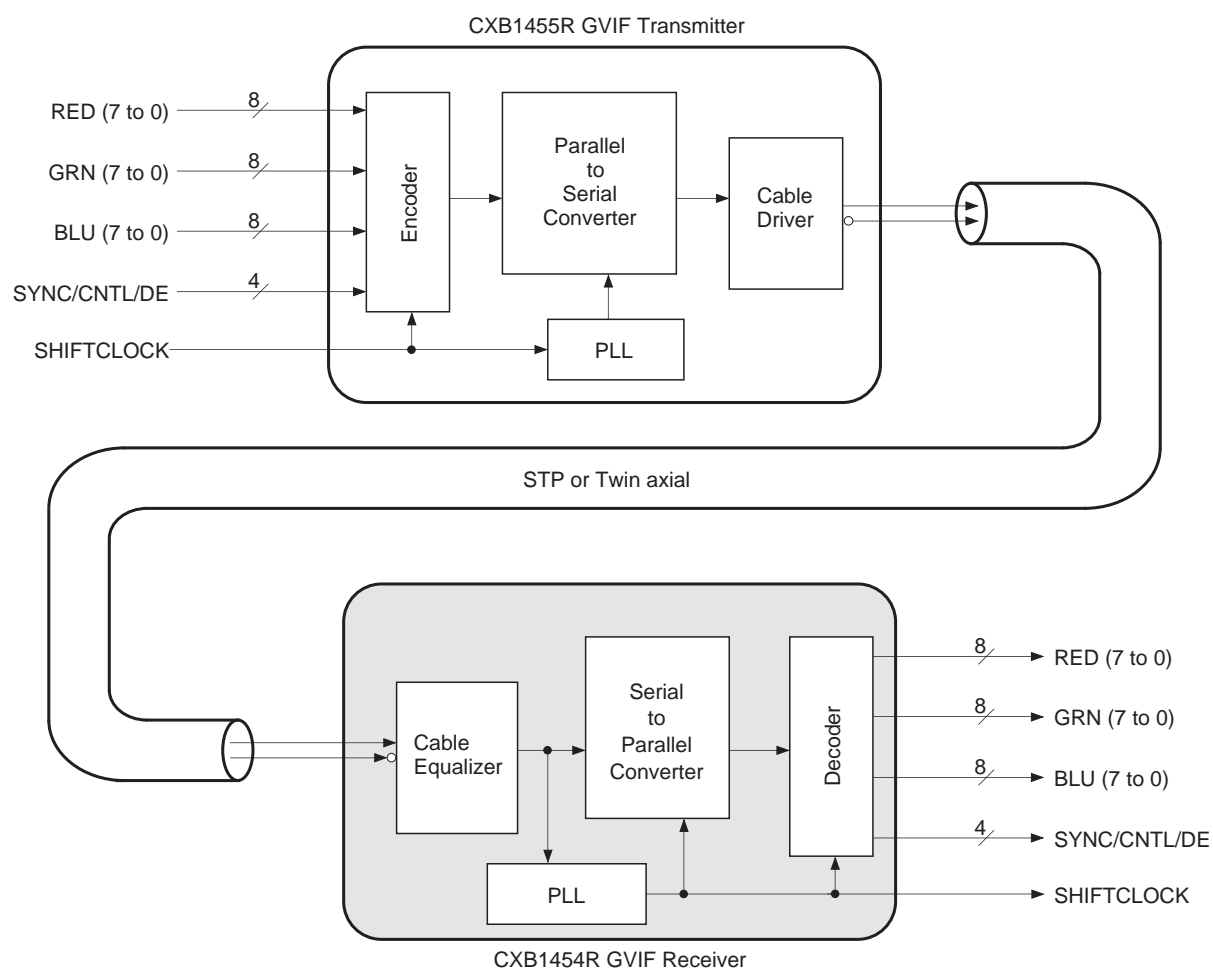 CXB1455R GVIF Transmitter
RED (7 to 0)
8
GRN (7 to 0)
8
BLU (7 to 0)
8
SYNC/CNTL/DE
4
SHIFTCLOCK
Encoder
Parallel
to
Serial
Converter
Cable
Driver
PLL
STP or Twin axial
Cable
Equalizer
Serial
to
Parallel
Converter
Decoder
PLL
8
RED (7 to 0)
8
GRN (7 to 0)
8
BLU (7 to 0)
4
SYNC/CNTL/DE
SHIFTCLOCK
CXB1454R GVIF Receiver